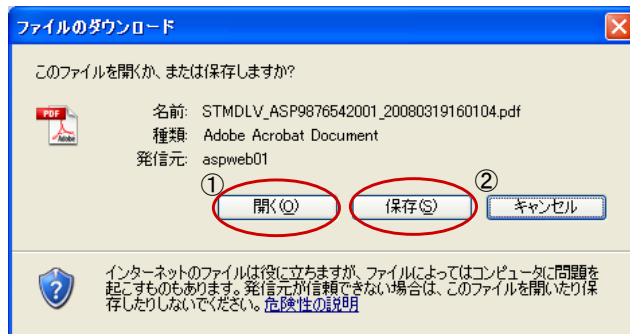 ファイルのダウンロード
このファイルを開くか、または保存しますか?
PDF
Adobe
名前: STMDLV_ASP9876542001_20080319160104.pdf
種類: Adobe Acrobat Document
発信元: aspweb01
① ②
開く(O) 保存(S) キャンセル
インターネットのファイルは役に立ちますが、ファイルによってはコンピュータに問題を
起こすものもあります。発信元が信頼できない場合は、このファイルを開いたり保
存したりしないでください。危険性の説明